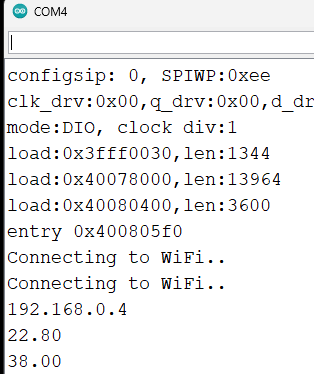 COM4
configsip: 0, SPIWP:0xee
clk_drv:0x00,q_drv:0x00,d_dr
mode:DIO, clock div:1
load:0x3fff0030,len:1344
load:0x40078000,len:13964
load:0x40080400,len:3600
entry 0x400805f0
Connecting to WiFi..
Connecting to WiFi..
192.168.0.4
22.80
38.00